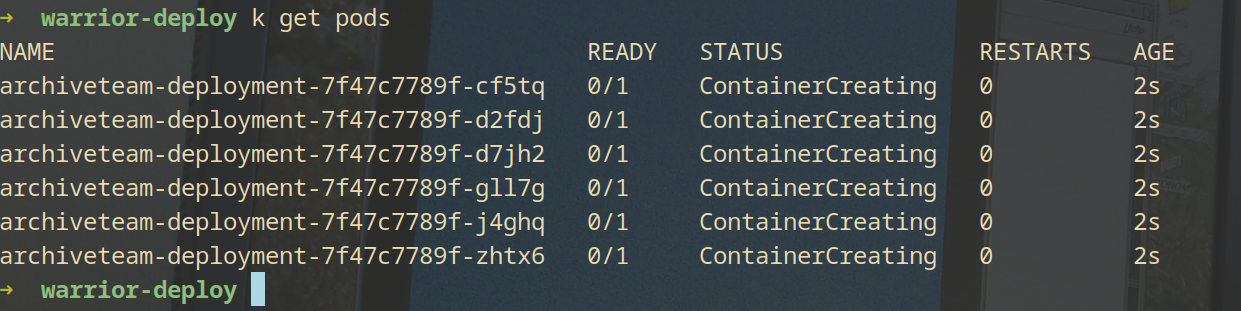 → warrior-deploy k get pods
NAME READY STATUS RESTARTS AGE
archiveteam-deployment-7f47c7789f-cf5tq 0/1 ContainerCreating 0 2s
archiveteam-deployment-7f47c7789f-d2fdj 0/1 ContainerCreating 0 2s
archiveteam-deployment-7f47c7789f-d7jh2 0/1 ContainerCreating 0 2s
archiveteam-deployment-7f47c7789f-gll7g 0/1 ContainerCreating 0 2s
archiveteam-deployment-7f47c7789f-j4ghq 0/1 ContainerCreating 0 2s
archiveteam-deployment-7f47c7789f-zhtx6 0/1 ContainerCreating 0 2s
→ warrior-deploy